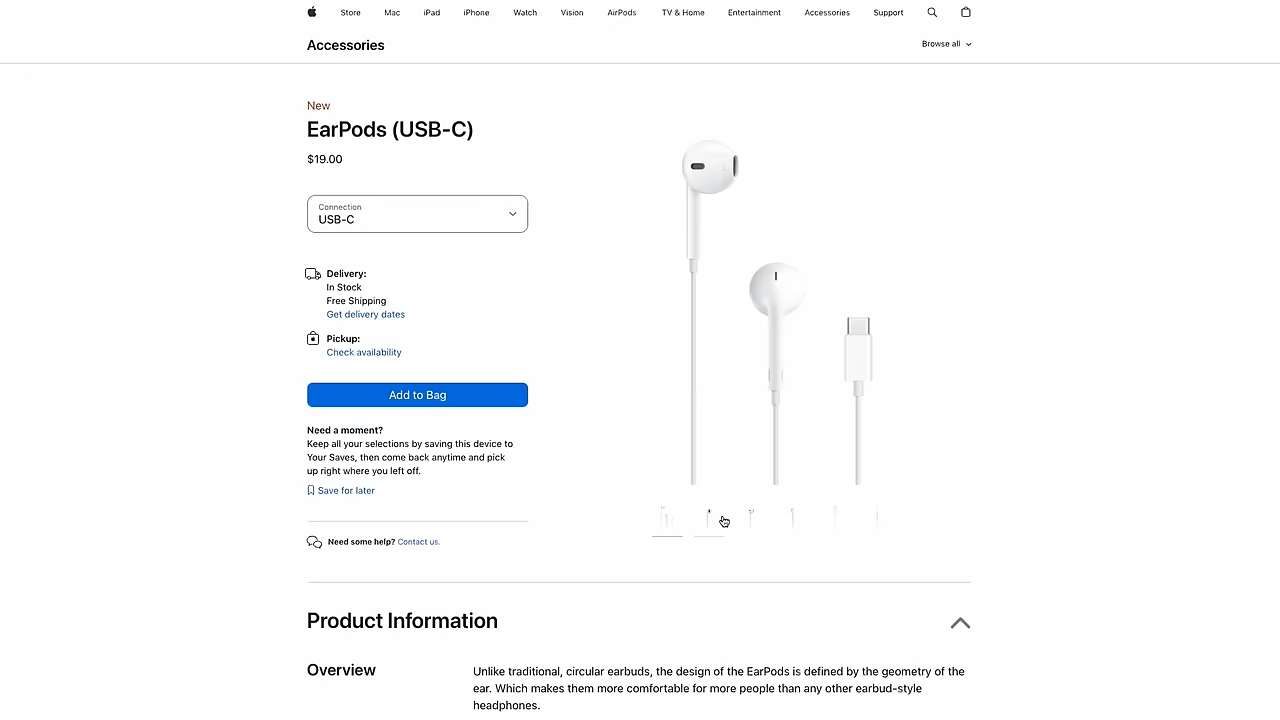 Store Mac iPad iPhone Watch Vision AirPods TV & Home Entertainment Accessories Support
Accessories
Browse all
New
EarPods (USB-C)
$19.00
Connection
USB-C
Delivery:
In Stock
Free Shipping
Get delivery dates
Pickup:
Check availability
Add to Bag
Need a moment?
Keep all your selections by saving this device to
Your Saves, then come back anytime and pick
up right where you left off.
Save for later
Need some help? Contact us.
Product Information
Overview
Unlike traditional, circular earbuds, the design of the EarPods is defined by the geometry of the
ear. Which makes them more comfortable for more people than any other earbud-style
headphones.